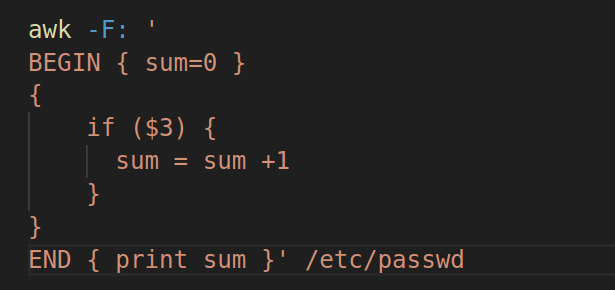 awk -F: '
BEGIN { sum=0 }
{
    if ($3) {
      sum = sum +1
    }
}
END { print sum }' /etc/passwd